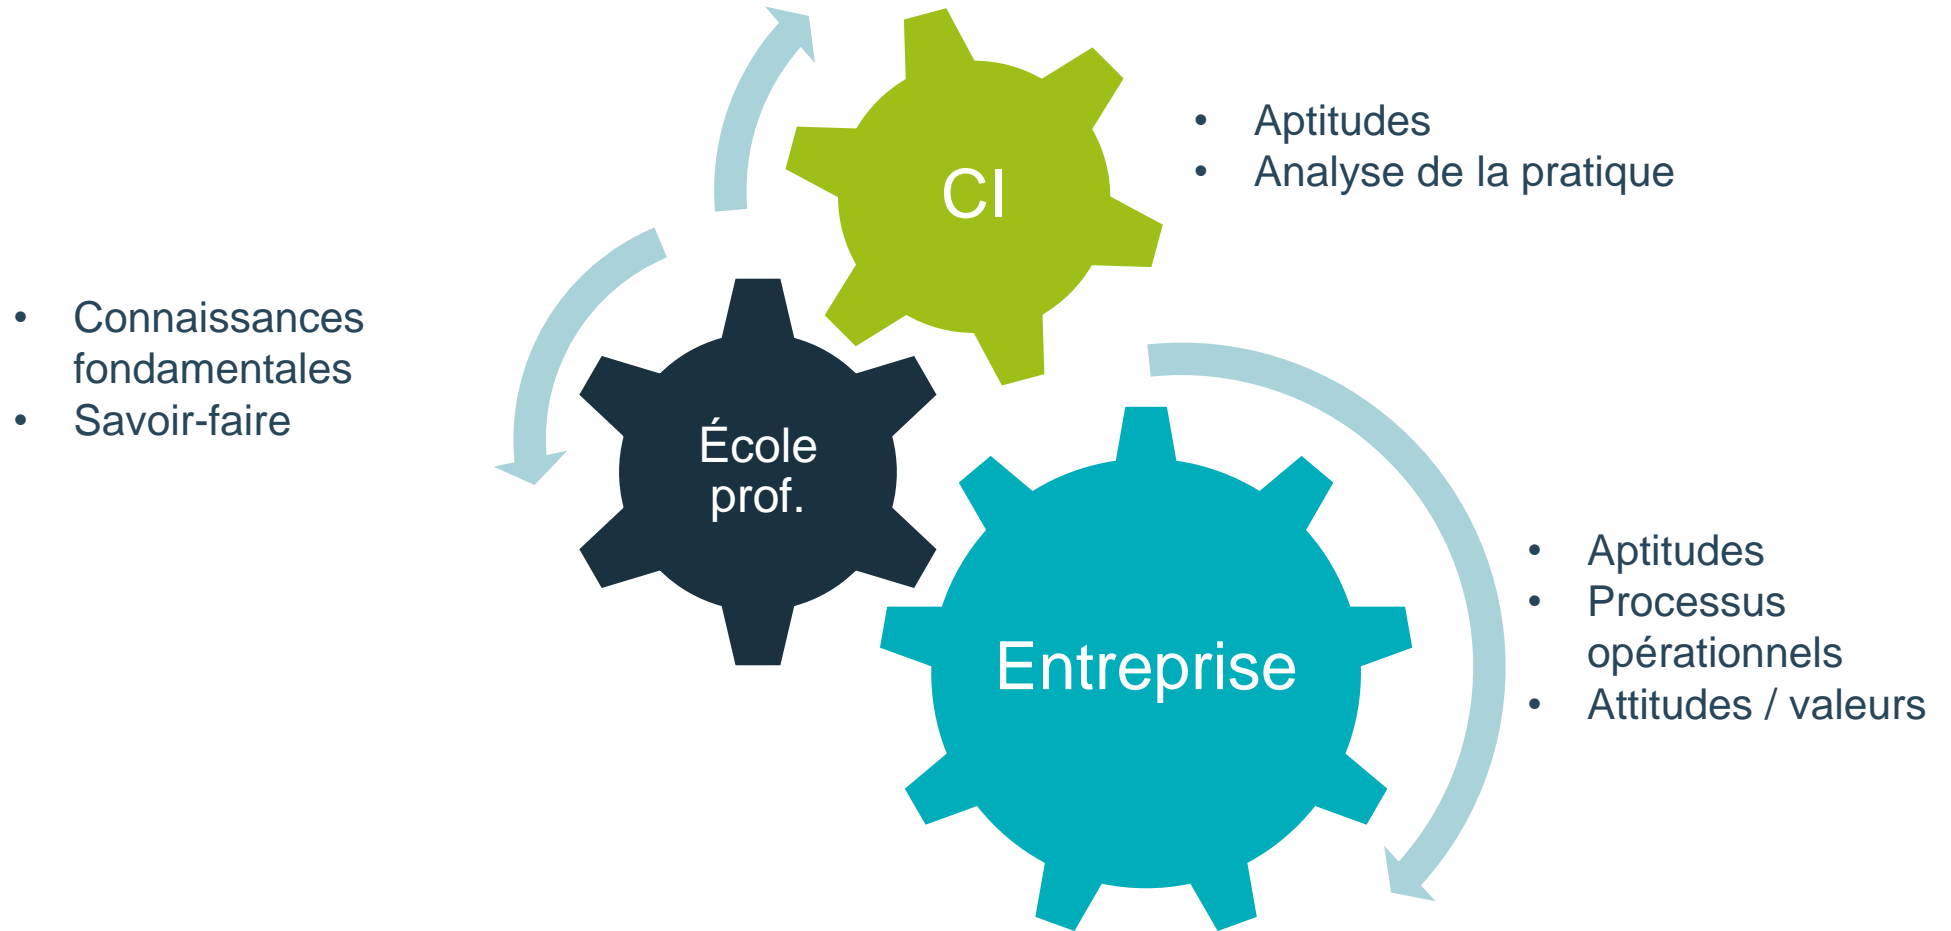 CI
• Aptitudes
• Analyse de la pratique
• Connaissances
fondamentales
• Savoir-faire
École
prof.
Entreprise
• Aptitudes
• Processus
opérationnels
• Attitudes / valeurs